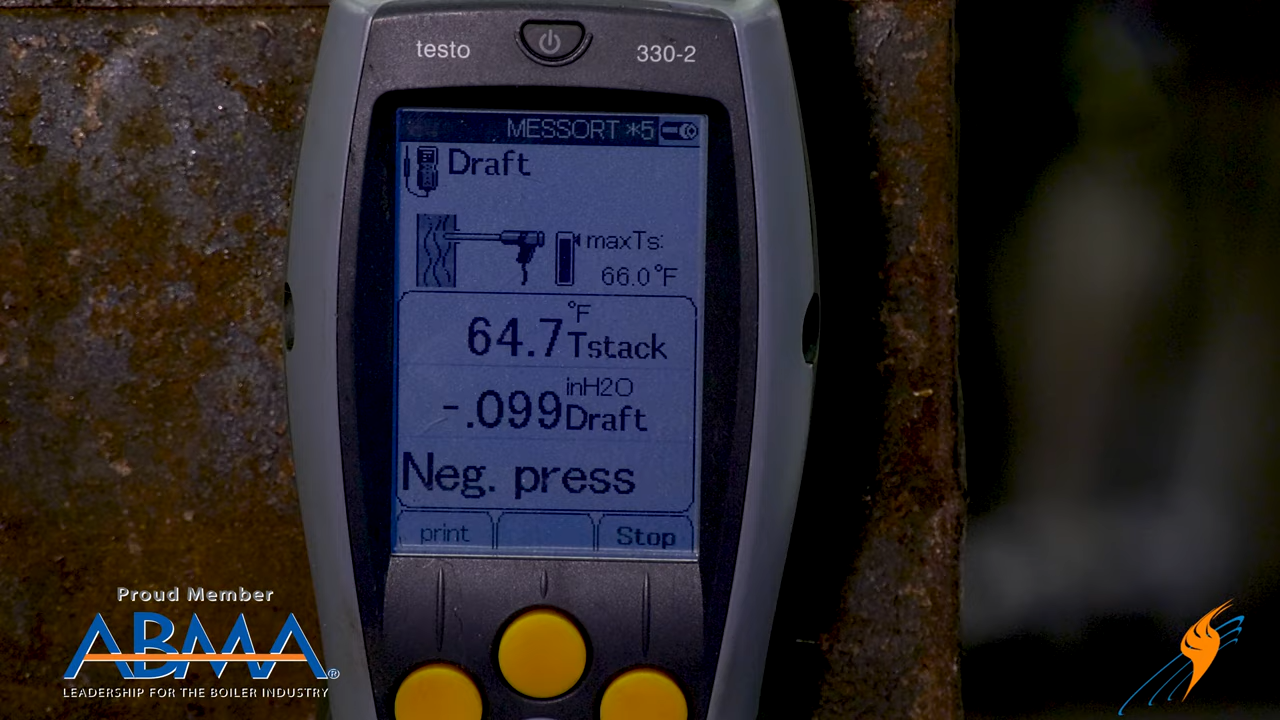 testo
330-2
MESSORT *5
Draft
maxTs:
66.0°F
64.7 °F Tstack
-.099 inH2O Draft
Neg. press
print
Stop
Proud Member
ABMA®
LEADERSHIP FOR THE BOILER INDUSTRY